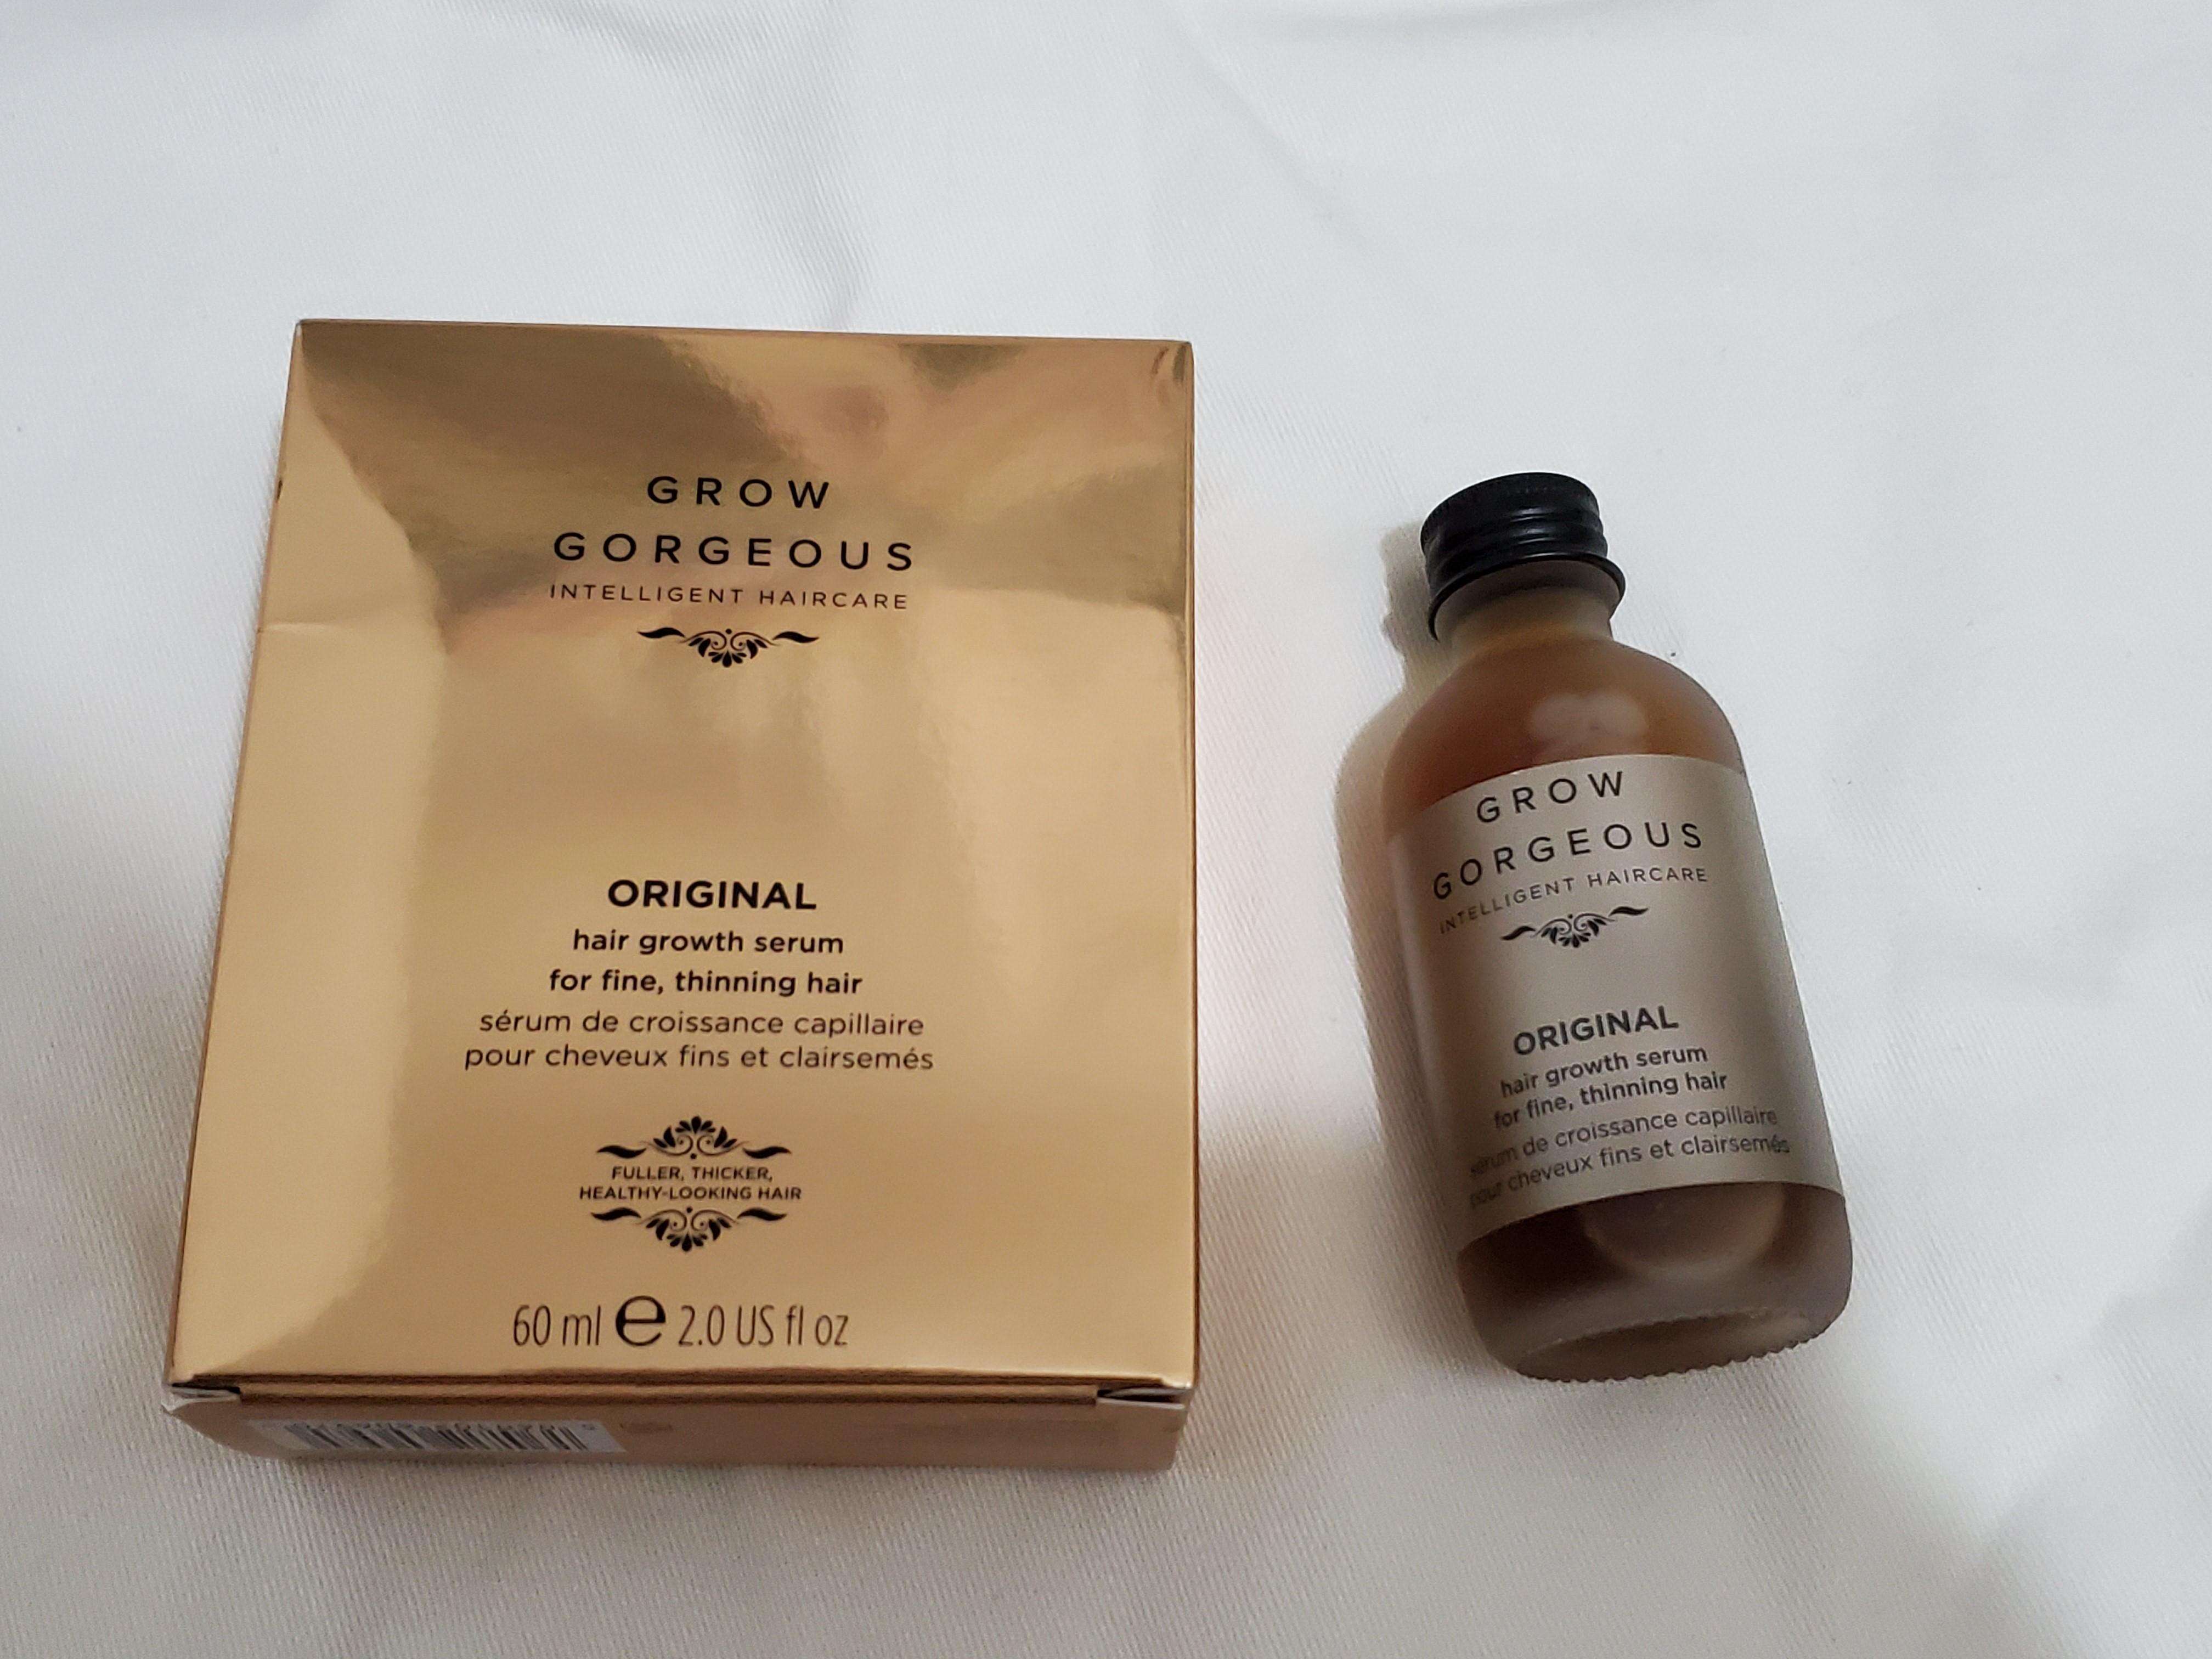 GROW
GORGEOUS
INTELLIGENT HAIRCARE
ORIGINAL
hair growth serum
for fine, thinning hair
sérum de croissance capillaire
pour cheveux fins et clairsemés
FULLER, THICKER,
HEALTHY-LOOKING HAIR
60 ml e 2.0 US fl oz
GROW
GORGEOUS
INTELLIGENT HAIRCARE
ORIGINAL
hair growth serum
for fine, thinning hair
sérum de croissance capillaire
pour cheveux fins et clairsemés